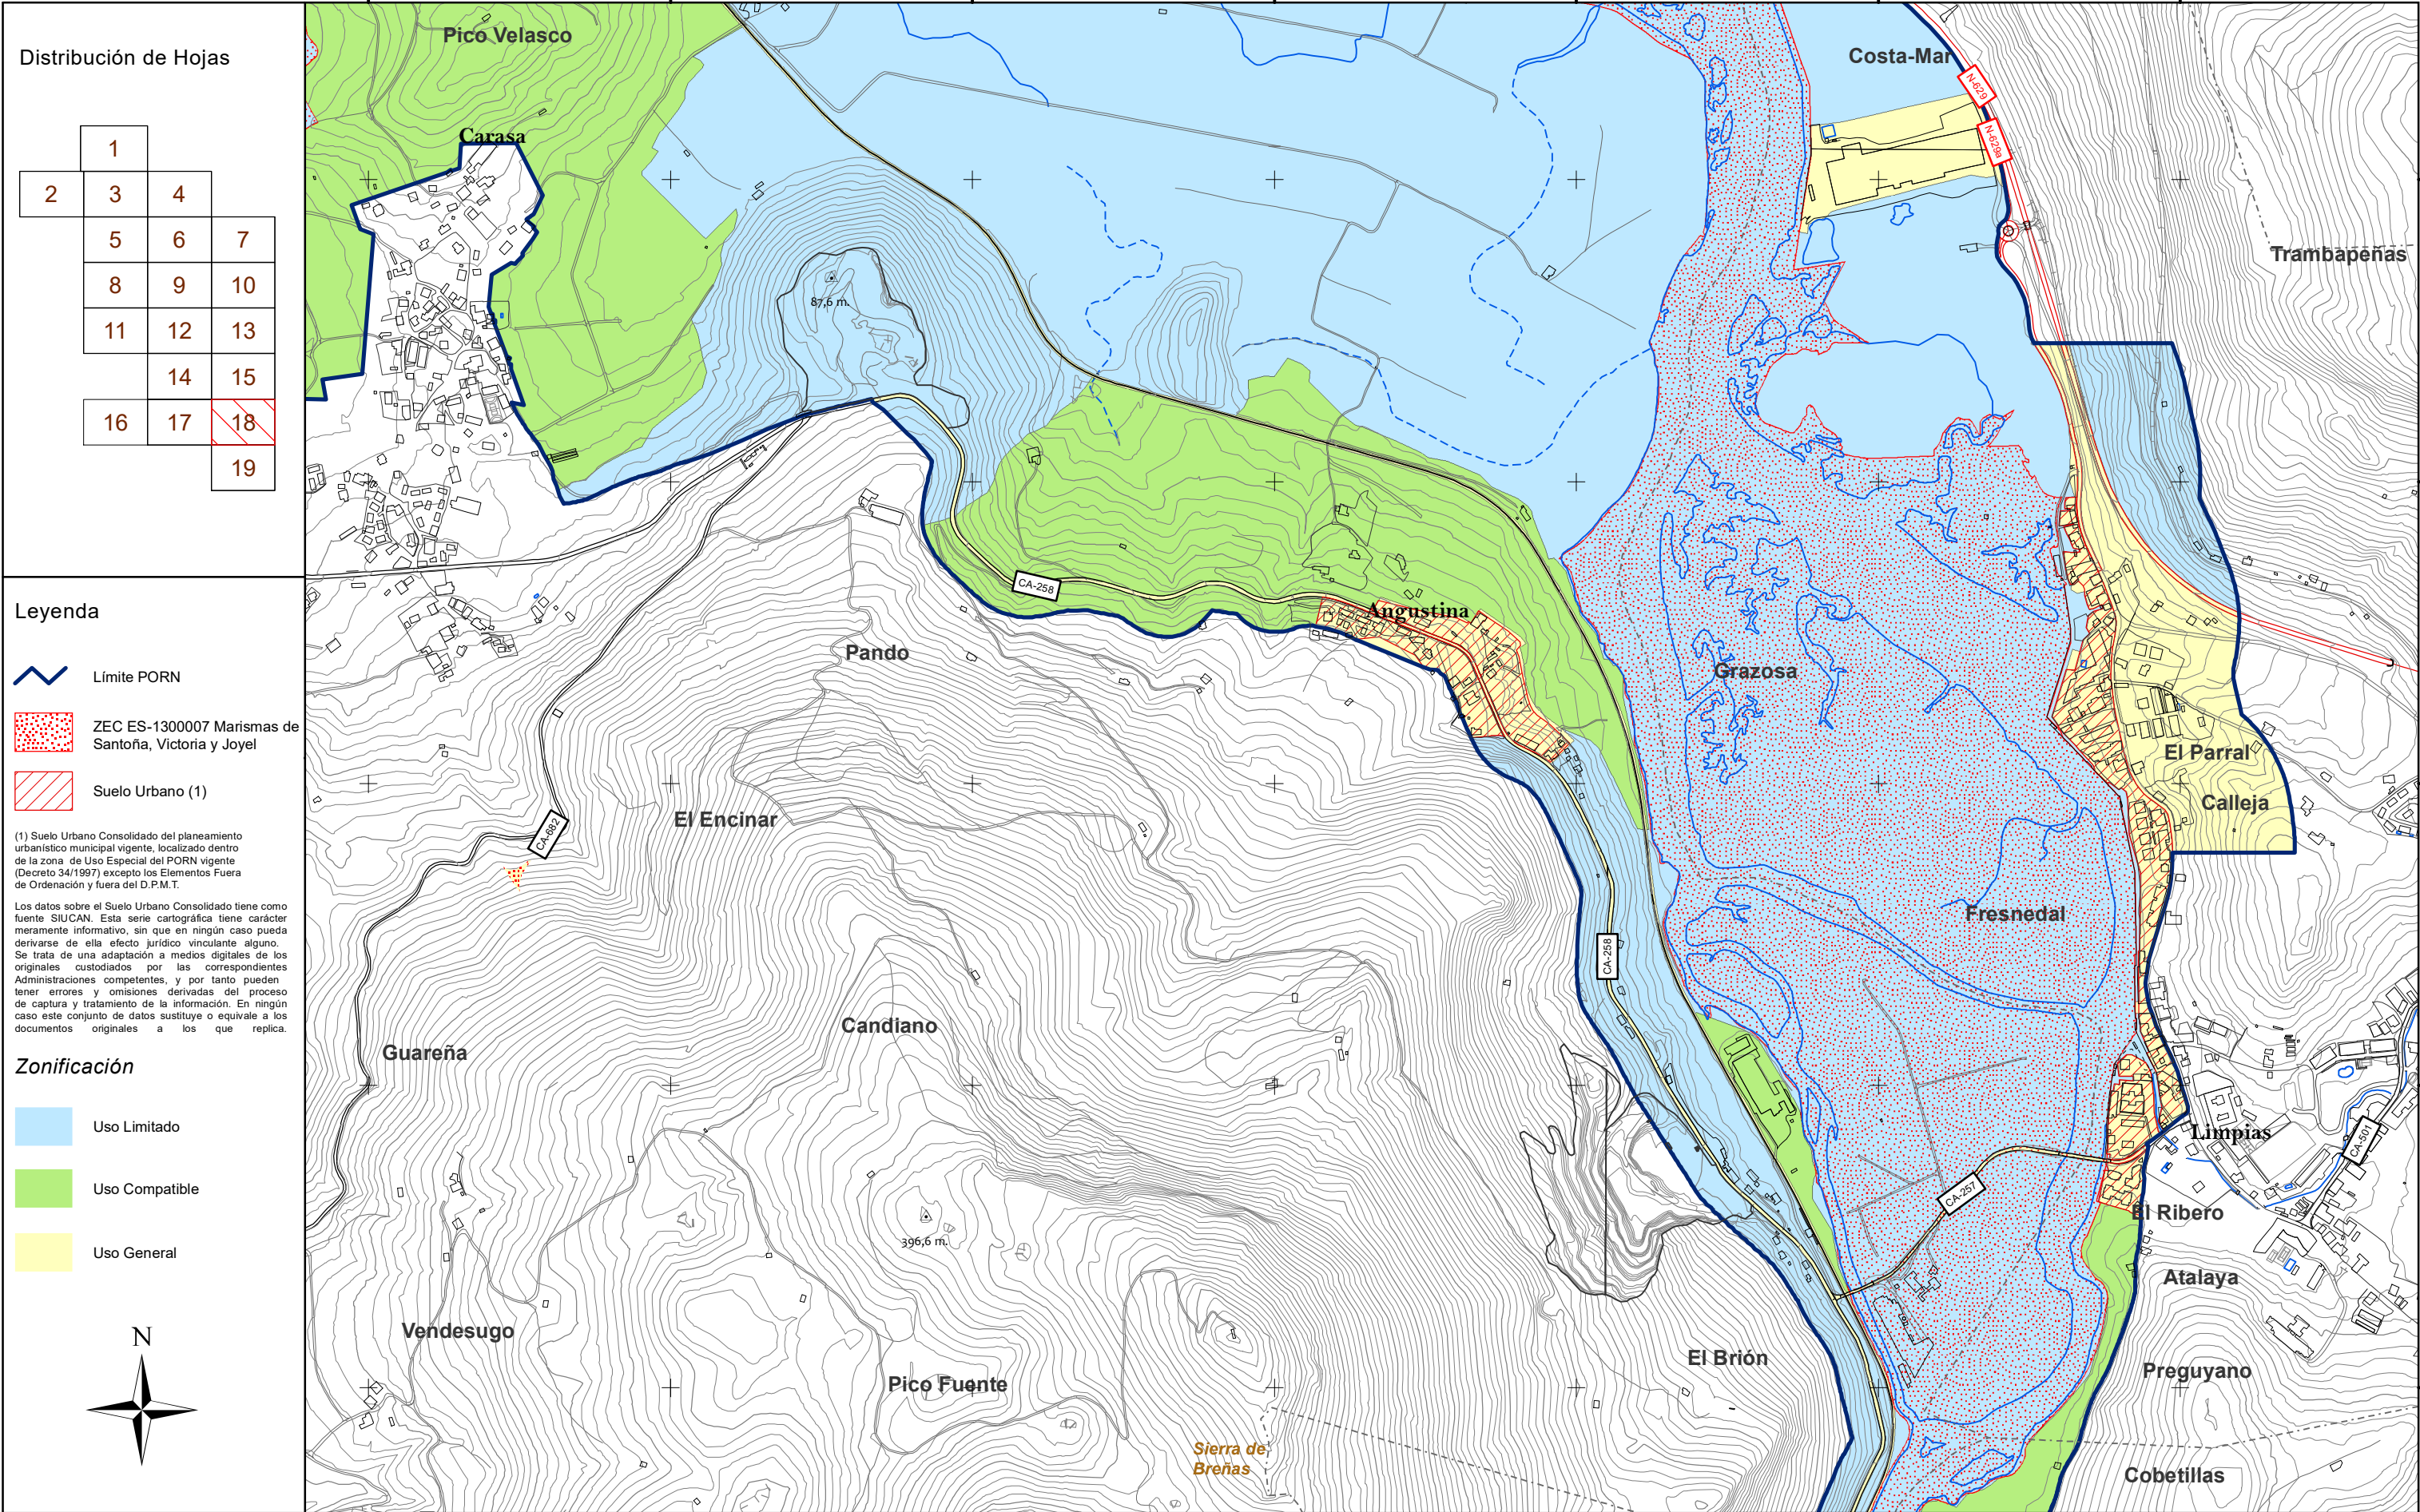 Distribución de Hojas
1
2 3 4
5 6 7
8 9 10
11 12 13
14 15
16 17 18
19
Leyenda
Límite PORN
ZEC ES-1300007 Marismas de
Santoña, Victoria y Joyel
Suelo Urbano (1)
(1) Suelo Urbano Consolidado del planeamiento
urbanístico municipal vigente, localizado dentro
de la zona de Uso Especial del PORN vigente
(Decreto 34/1997) excepto los Elementos Fuera
de Ordenación y fuera del D.P.M.T.
Los datos sobre el Suelo Urbano Consolidado tiene como
fuente SIUCAN. Esta serie cartográfica tiene carácter
meramente informativo, sin que en ningún caso pueda
derivarse de ella efecto jurídico vinculante alguno.
Se trata de una adaptación a medios digitales de los
originales custodiados por las correspondientes
Administraciones competentes, y por tanto pueden
tener errores y omisiones derivadas del proceso
de captura y tratamiento de la información. En ningún
caso este conjunto de datos sustituye o equivale a los
documentos originales a los que replica.
Zonificación
Uso Limitado
Uso Compatible
Uso General
N
Pico Velasco
Costa-Mar
N-629
Carasa
N-629a
Trambapeñas
87,6 m.
CA-258
Angustina
Pando
Grazosa
El Parral
Calleja
El Encinar
CA-682
Fresnedal
CA-258
Candiano
Guareña
Limpias
CA-501
CA-257
El Ribero
396,6 m.
Atalaya
Vendesugo
El Brión
Preguyano
Pico Fuente
Sierra de
Breñas
Cobetillas